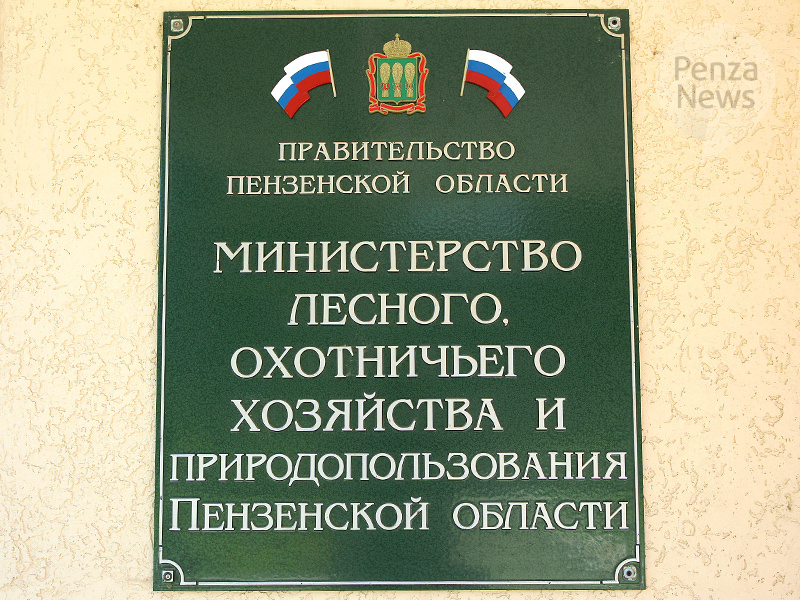 Penza
News
ПРАВИТЕЛЬСТВО
ПЕНЗЕНСКОЙ ОБЛАСТИ
МИНИСТЕРСТВО
ЛЕСНОГО,
ОХОТНИЧЬЕГО
ХОЗЯЙСТВА И
ПРИРОДОПОЛЬЗОВАНИЯ
ПЕНЗЕНСКОЙ ОБЛАСТИ